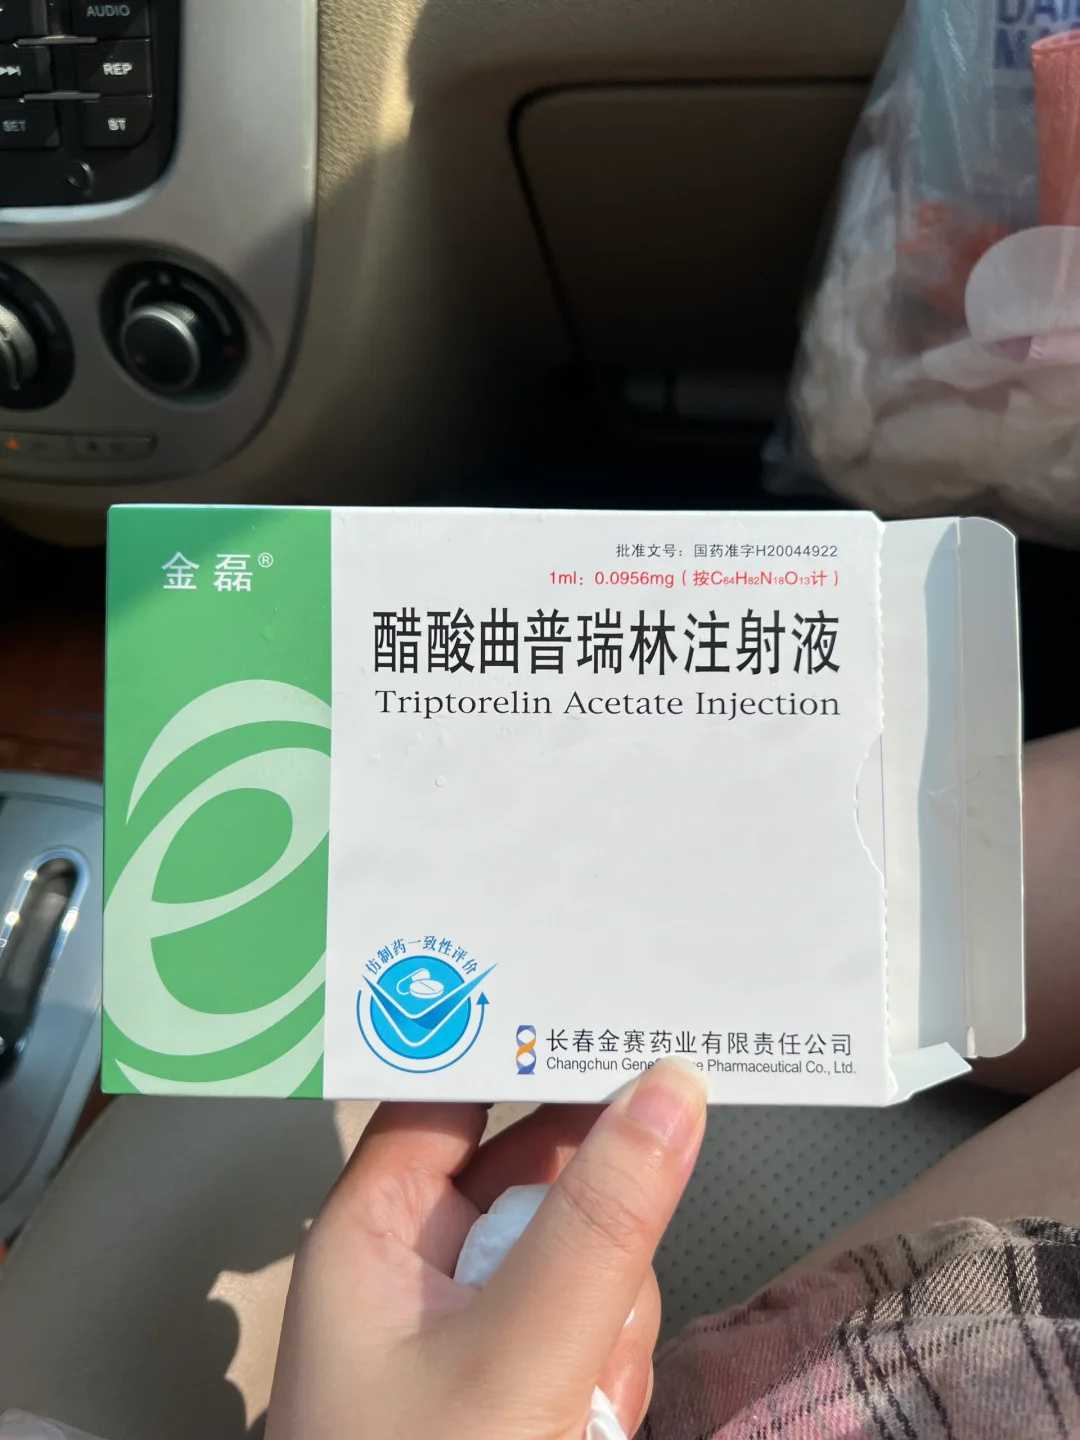 AUDIO
REP
SET
BT
金磊®
批准文号：国药准字H20044922
1ml：0.0956mg（按C₆₄H₈₂N₁₈O₁₃计）
醋酸曲普瑞林注射液
Triptorelin Acetate Injection
仿制药一致性评价
长春金赛药业有限责任公司
Changchun Pharmaceutical Co., Ltd.